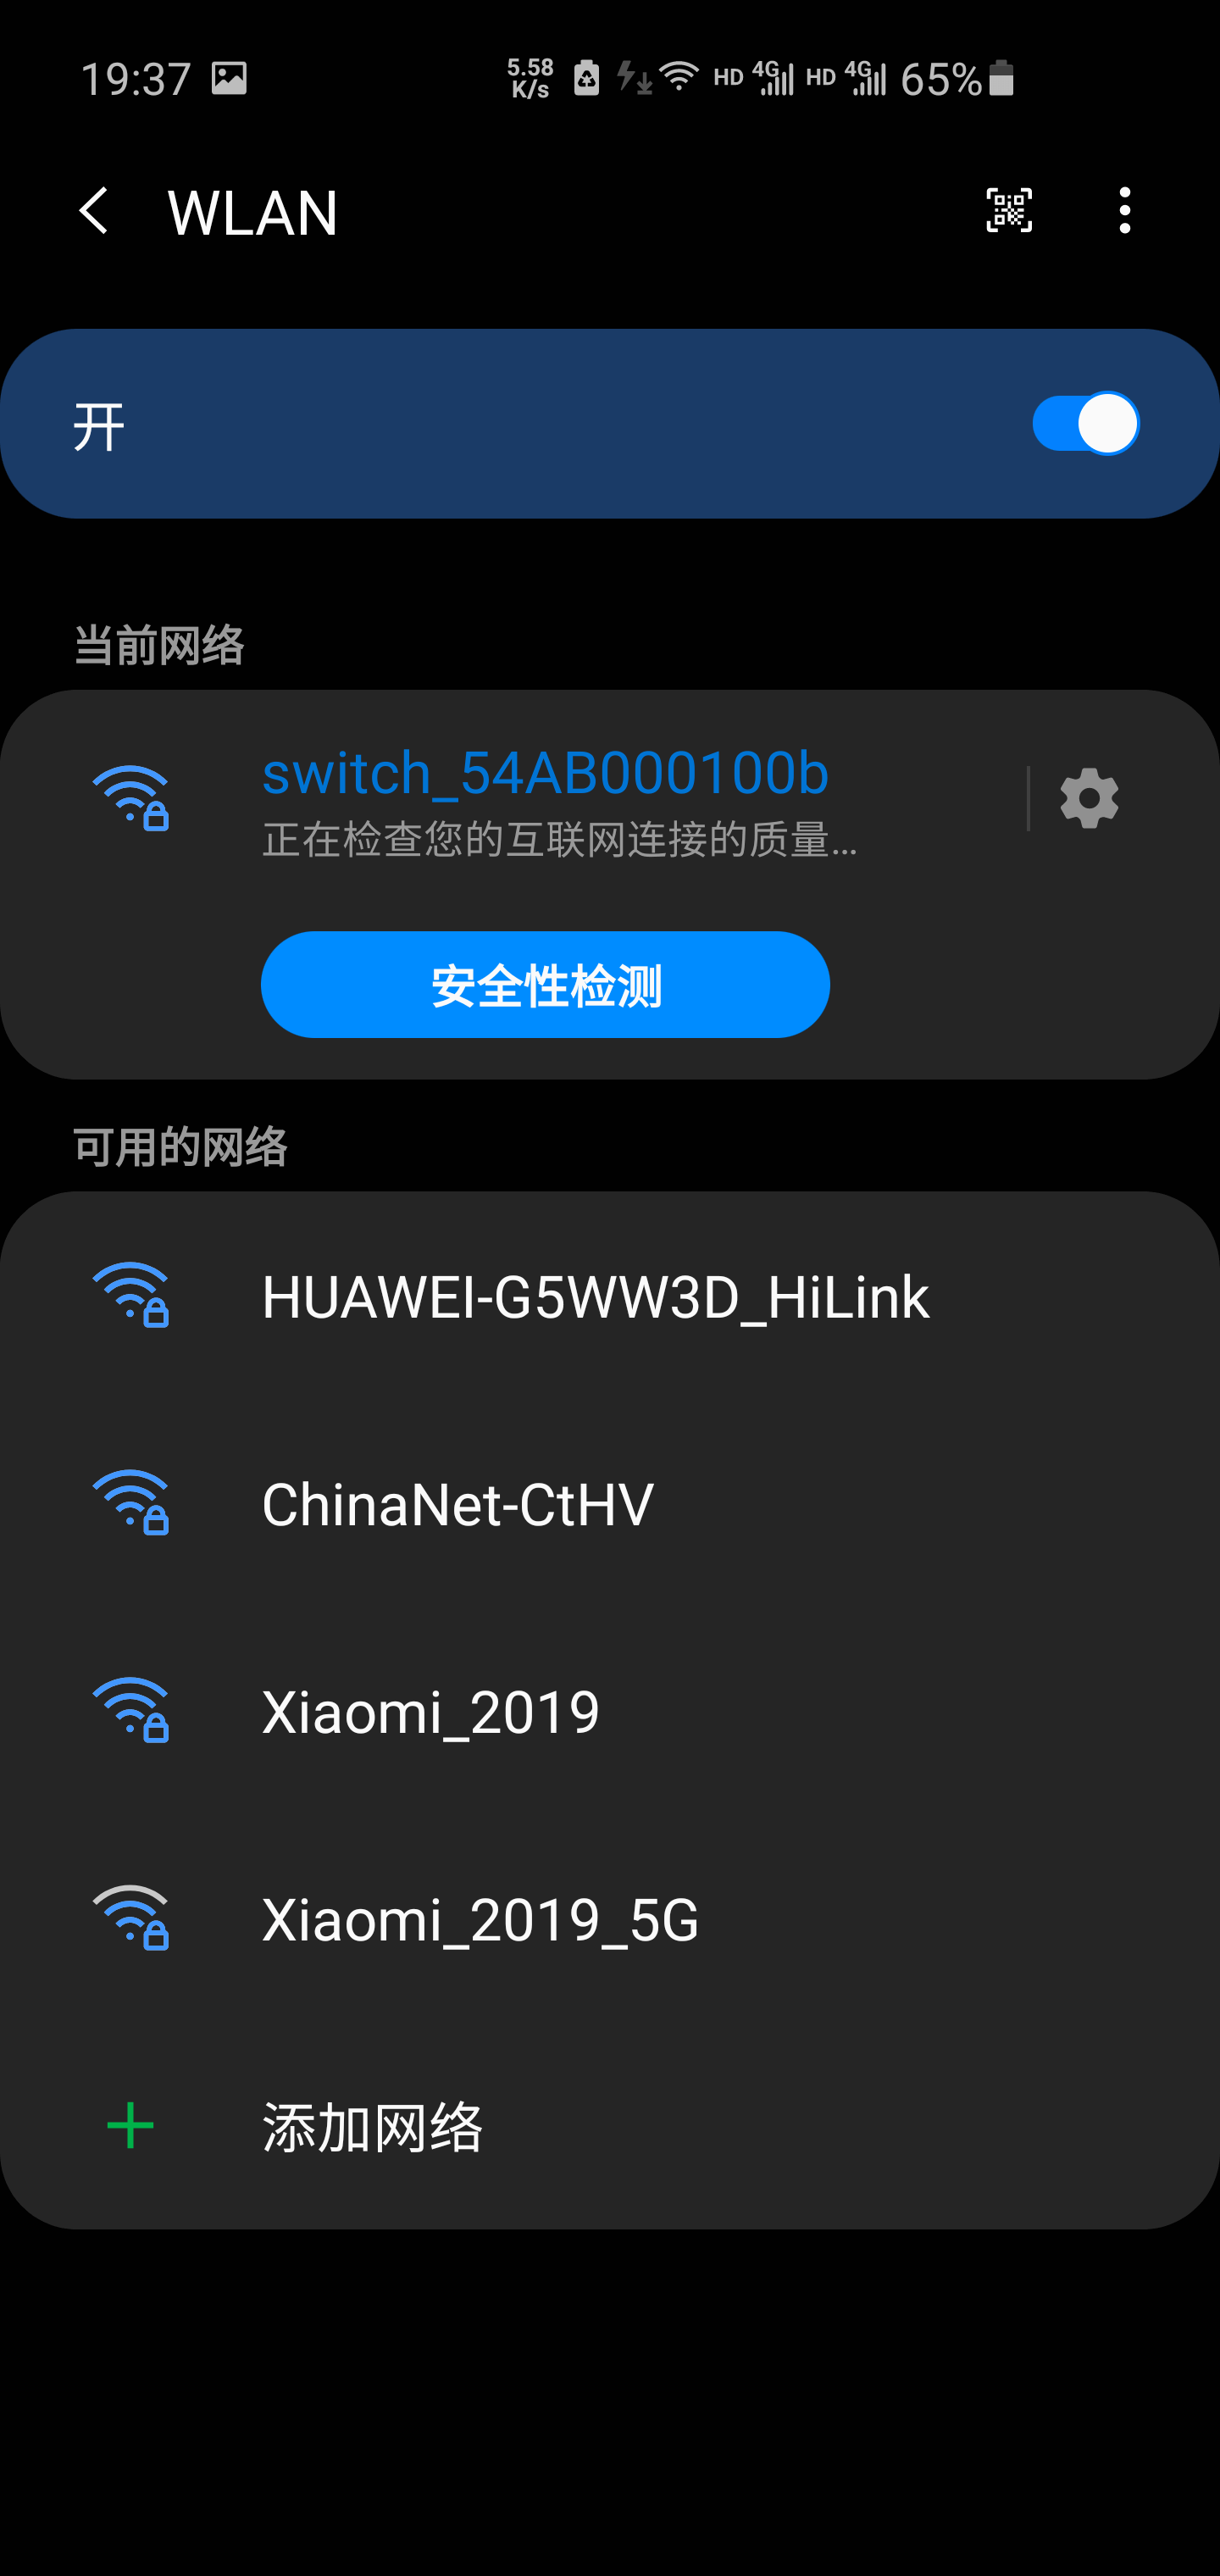 19:37 5.58 K/s HD 4G HD 4G 65%
WLAN
开
当前网络
switch_54AB000100b
正在检查您的互联网连接的质量...
安全性检测
可用的网络
HUAWEI-G5WW3D_HiLink
ChinaNet-CtHV
Xiaomi_2019
Xiaomi_2019_5G
添加网络